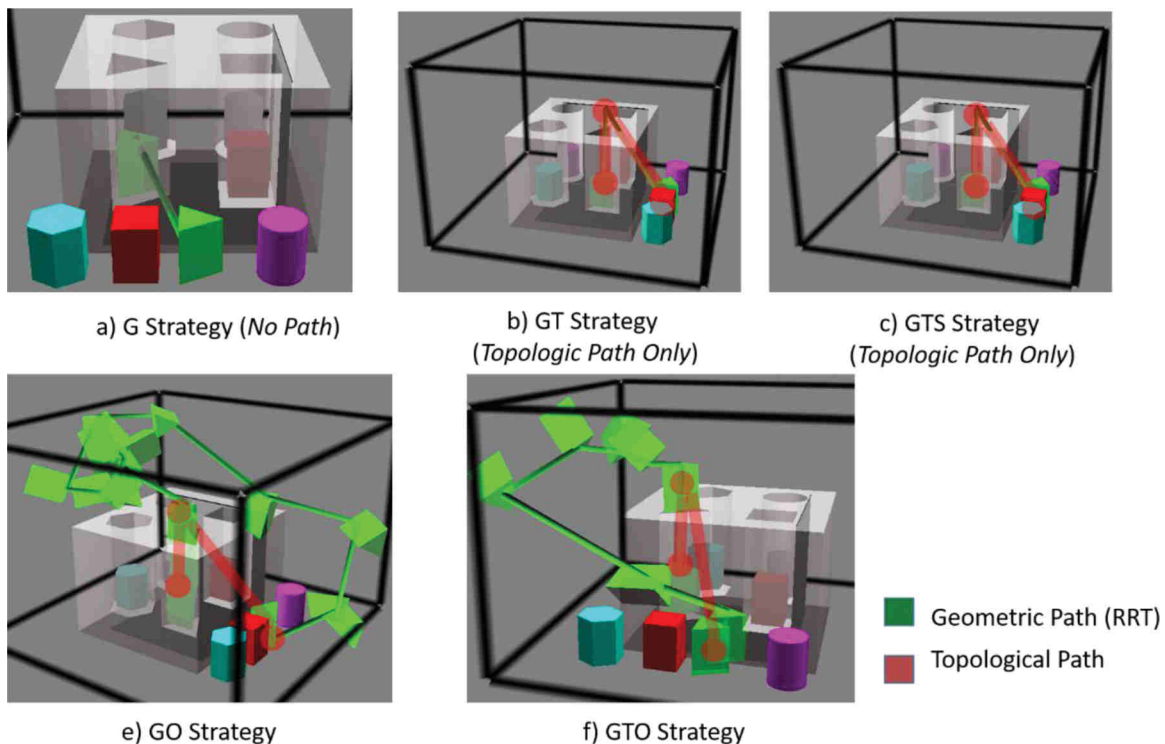 a) G Strategy (No Path)
b) GT Strategy
(Topologic Path Only)
c) GTS Strategy
(Topologic Path Only)
e) GO Strategy
f) GTO Strategy
Geometric Path (RRT)
Topological Path